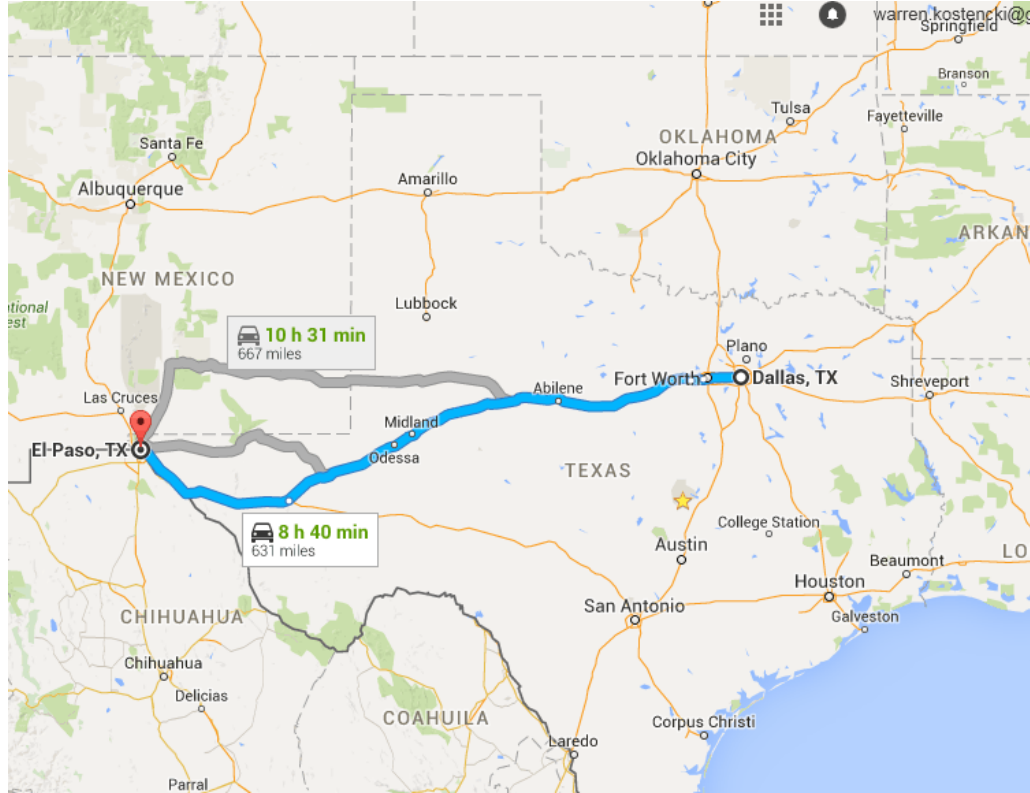 warren.kostencki@g
Springfield
Branson
Tulsa
Fayetteville
OKLAHOMA
Oklahoma City
Santa Fe
Albuquerque
Amarillo
ARKAN
NEW MEXICO
Lubbock
10 h 31 min
667 miles
Plano
Fort Worth
Dallas, TX
Abilene
Shreveport
Las Cruces
Midland
El Paso, TX
Odessa
TEXAS
8 h 40 min
631 miles
College Station
Austin
LO
Beaumont
Houston
San Antonio
Galveston
CHIHUAHUA
Chihuahua
Delicias
COAHUILA
Corpus Christi
Laredo
Parral